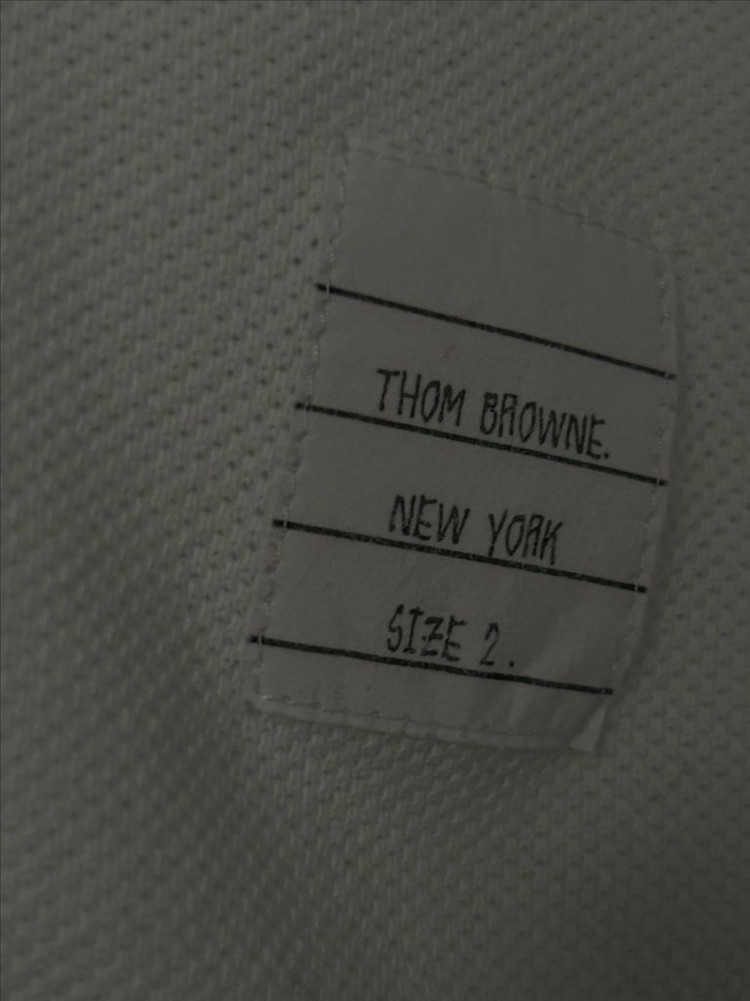 THOM BROWNE.
NEW YORK
SIZE 2.